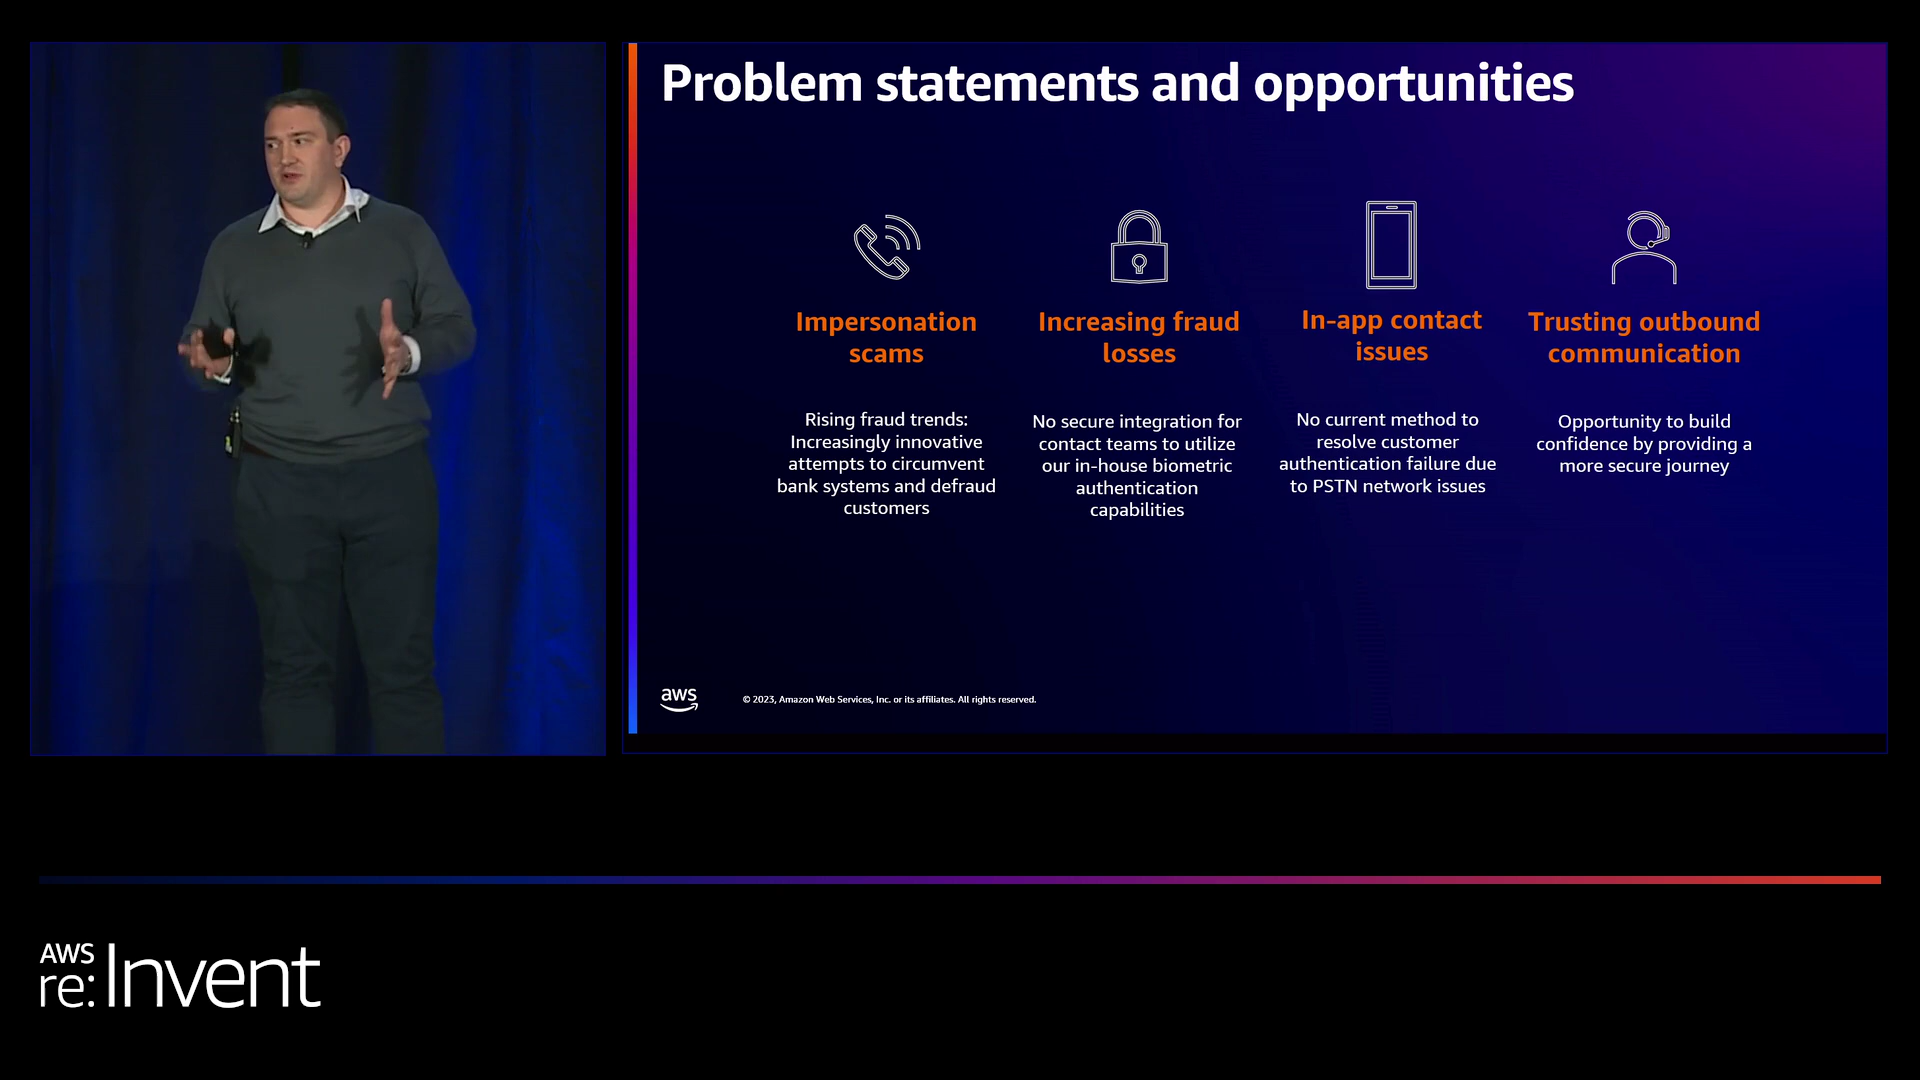 Problem statements and opportunities
Impersonation
scams
Rising fraud trends:
Increasingly innovative
attempts to circumvent
bank systems and defraud
customers
Increasing fraud
losses
No secure integration for
contact teams to utilize
our in-house biometric
authentication
capabilities
In-app contact
issues
No current method to
resolve customer
authentication failure due
to PSTN network issues
Trusting outbound
communication
Opportunity to build
confidence by providing a
more secure journey
aws
© 2023, Amazon Web Services, Inc. or its affiliates. All rights reserved.
AWS
re:Invent